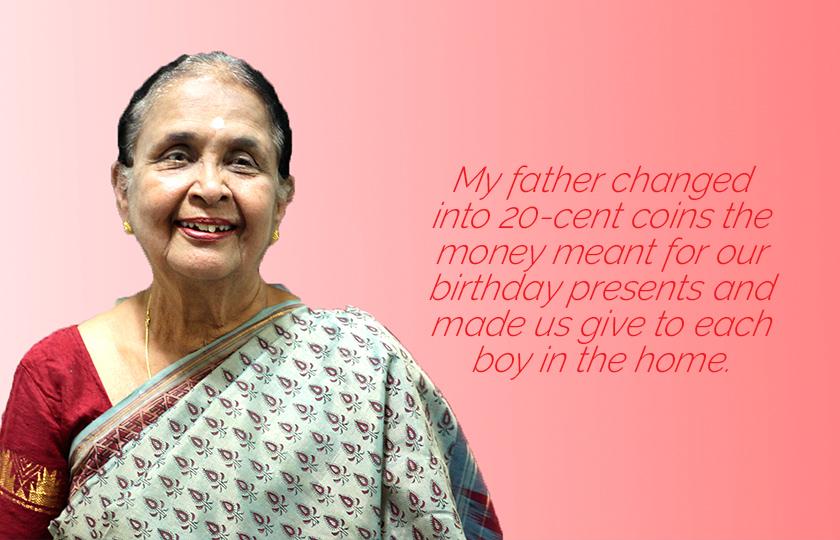 My father changed
into 20-cent coins the
money meant for our
birthday presents and
made us give to each
boy in the home.